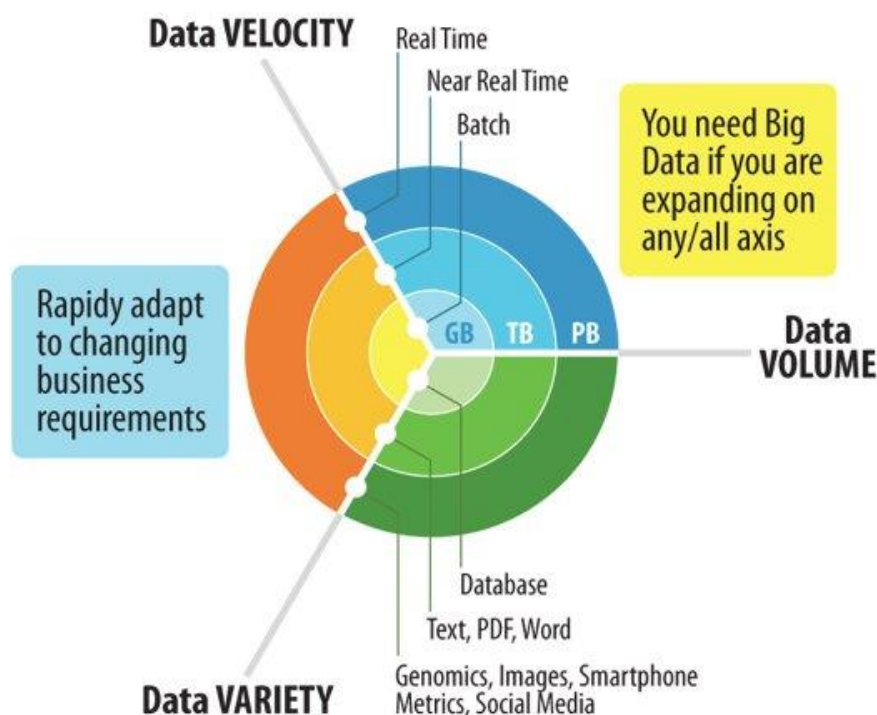 Data VELOCITY
Real Time
Near Real Time
Batch
You need Big
Data if you are
expanding on
any/all axis
Rapidy adapt
to changing
business
requirements
GB TB PB
Data
VOLUME
Database
Text, PDF, Word
Genomics, Images, Smartphone
Metrics, Social Media
Data VARIETY